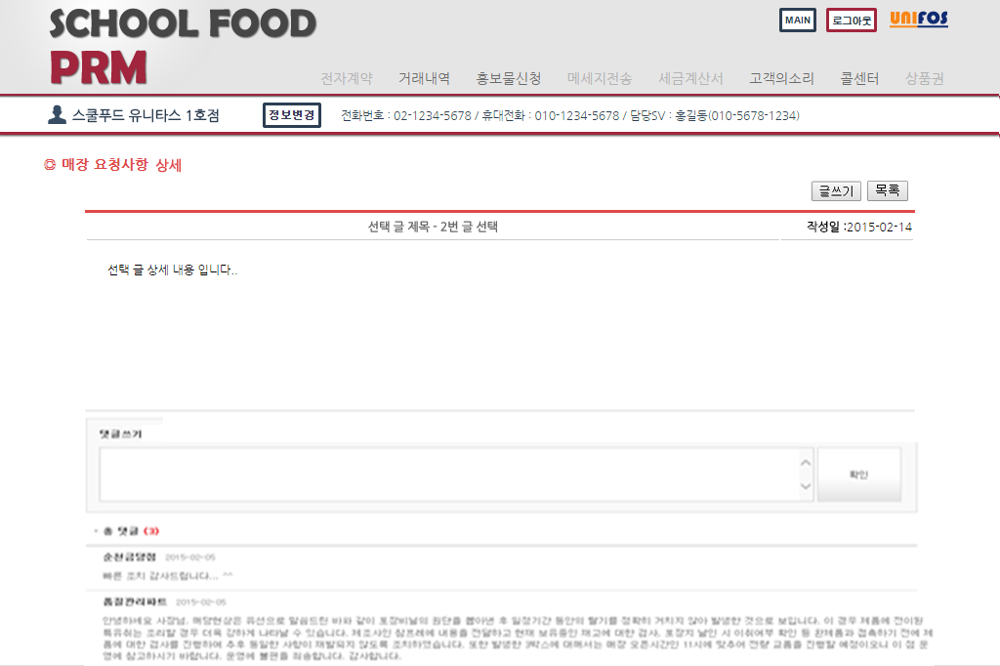 SCHOOL FOOD
PRM
MAIN 로그아웃 UNIFOS
전자계약 거래내역 홍보물신청 메세지전송 세금계산서 고객의소리 콜센터 상품권
스쿨푸드 유니타스 1호점 정보변경 전화번호 : 02-1234-5678 / 휴대전화 : 010-1234-5678 / 담당SV : 홍길동(010-5678-1234)
◎ 매장 요청사항 상세
글쓰기 목록
선택 글 제목 - 2번 글 선택 작성일 :2015-02-14
선택 글 상세 내용 입니다..
댓글쓰기
확인
· 총 댓글 (3)
순천금당점 2015-02-05
빠른 조치 감사드립니다... ^^
품질관리파트 2015-02-05
안녕하세요 사장님. 해당현상은 유선으로 말씀드린 바와 같이 포장비닐의 원단을 뽑아낸 후 일정기간 동안의 탈기를 정확히 거치지 않아 발생한 것으로 보입니다. 이 경우 제품에 전이된
특유취는 조리할 경우 더욱 강하게 나타날 수 있습니다. 제조사인 삼초레에 내용을 전달하고 현재 보유중인 재고에 대한 검사, 포장지 날인 시 이취여부 확인 등 완제품과 접촉하기 전에 제
품에 대한 검사를 진행하여 추후 동일한 사항이 재발되지 않도록 조치하였습니다. 또한 발생한 3박스에 대해서는 매장 오픈시간인 11시에 맞추어 전량 교품을 진행할 예정이오니 이 점 운
영에 참고하시기 바랍니다. 운영에 불편을 죄송합니다. 감사합니다.